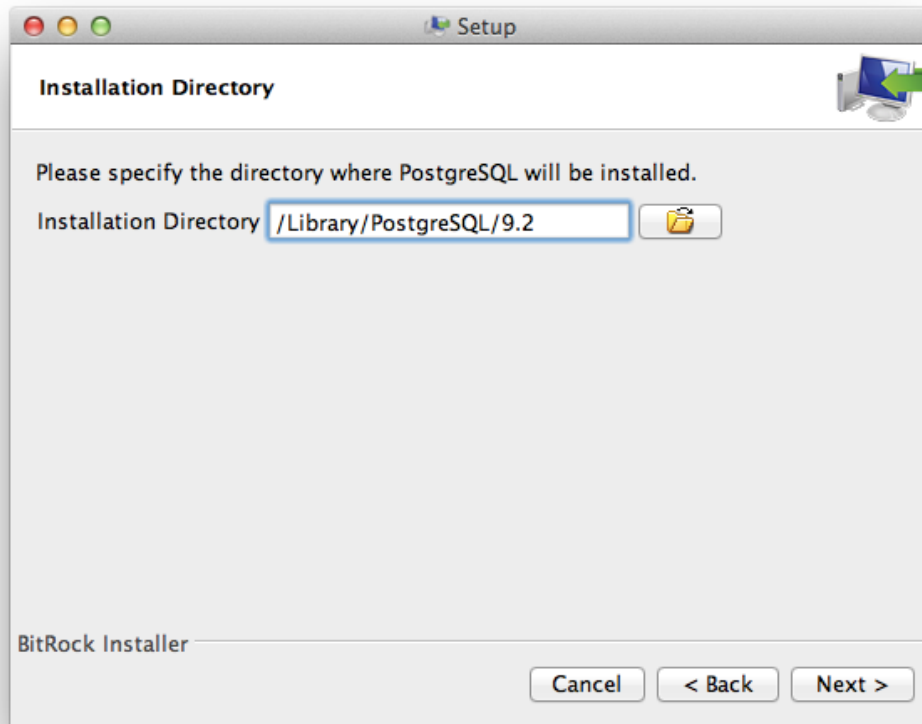 Setup
Installation Directory
Please specify the directory where PostgreSQL will be installed.
Installation Directory /Library/PostgreSQL/9.2
BitRock Installer
Cancel < Back Next >